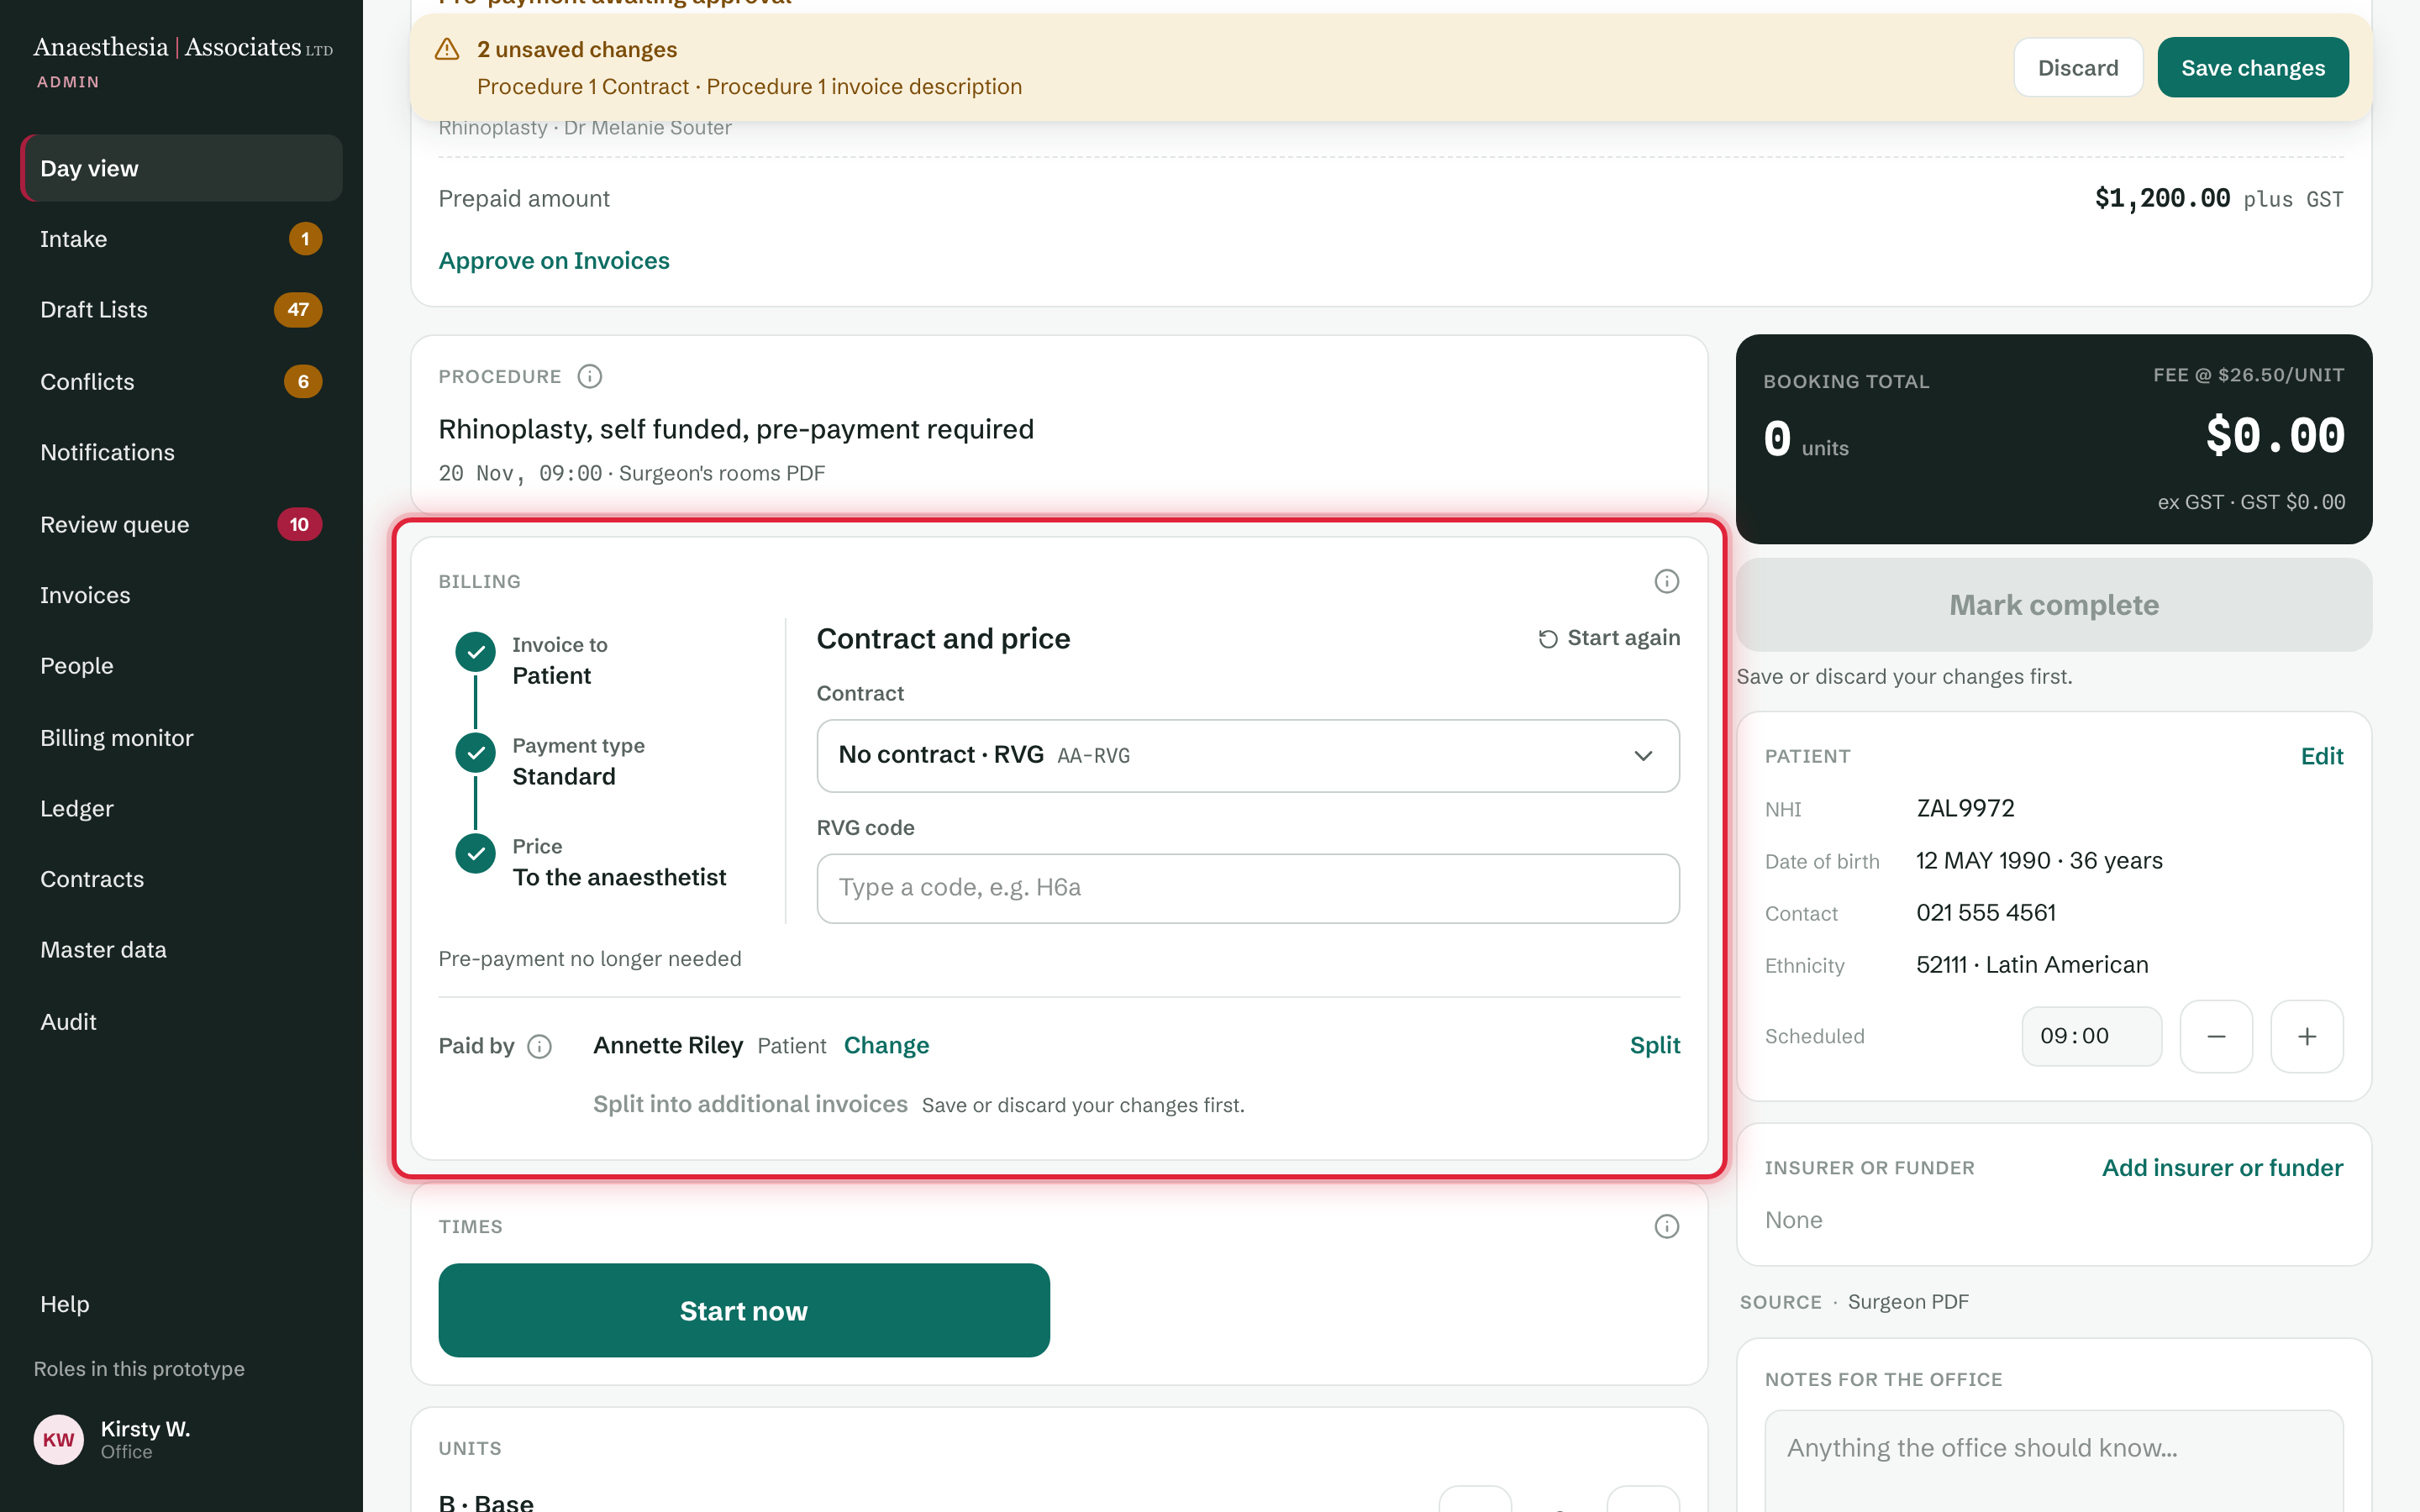 Anaesthesia | Associates LTD
ADMIN
Day view
Intake 1
Draft Lists 47
Conflicts 6
Notifications
Review queue 10
Invoices
People
Billing monitor
Ledger
Contracts
Master data
Audit
Help
Roles in this prototype
KW
Kirsty W.
Office
Pre-payment awaiting approval
2 unsaved changes
Procedure 1 Contract · Procedure 1 invoice description
Discard
Save changes
Rhinoplasty · Dr Melanie Souter
Prepaid amount
$1,200.00 plus GST
Approve on Invoices
PROCEDURE
Rhinoplasty, self funded, pre-payment required
20 Nov, 09:00 · Surgeon's rooms PDF
BILLING
Invoice to
Patient
Payment type
Standard
Price
To the anaesthetist
Contract and price
Start again
Contract
No contract · RVG AA-RVG
RVG code
Type a code, e.g. H6a
Pre-payment no longer needed
Paid by
Annette Riley Patient Change
Split
Split into additional invoices Save or discard your changes first.
TIMES
Start now
UNITS
B · Base
BOOKING TOTAL
FEE @ $26.50/UNIT
0 units
$0.00
ex GST · GST $0.00
Mark complete
Save or discard your changes first.
PATIENT
Edit
NHI ZAL9972
Date of birth 12 MAY 1990 · 36 years
Contact 021 555 4561
Ethnicity 52111 · Latin American
Scheduled 09:00 − +
INSURER OR FUNDER
Add insurer or funder
None
SOURCE · Surgeon PDF
NOTES FOR THE OFFICE
Anything the office should know...